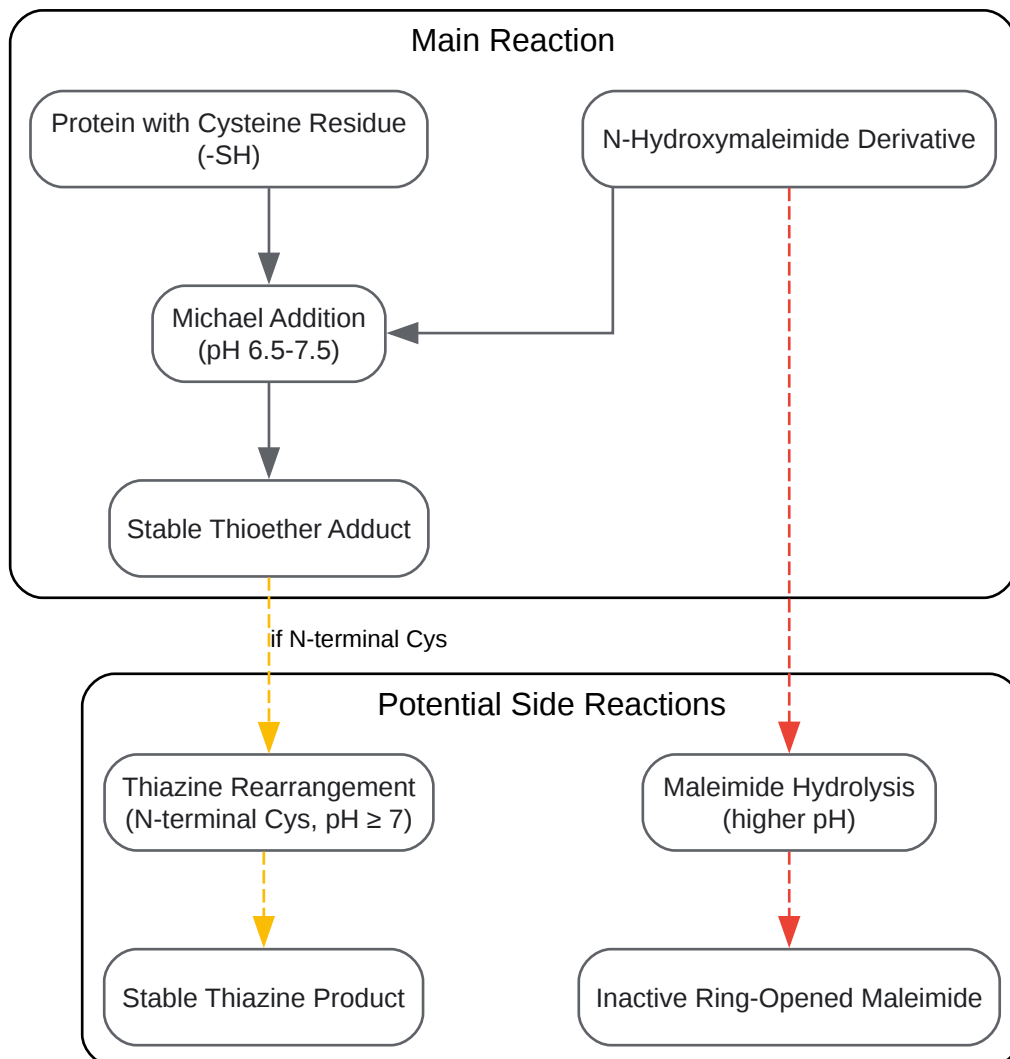 Main Reaction
Protein with Cysteine Residue
(-SH)
N-Hydroxymaleimide Derivative
Michael Addition
(pH 6.5-7.5)
Stable Thioether Adduct
if N-terminal Cys
Potential Side Reactions
Thiazine Rearrangement
(N-terminal Cys, pH ≥ 7)
Maleimide Hydrolysis
(higher pH)
Stable Thiazine Product
Inactive Ring-Opened Maleimide